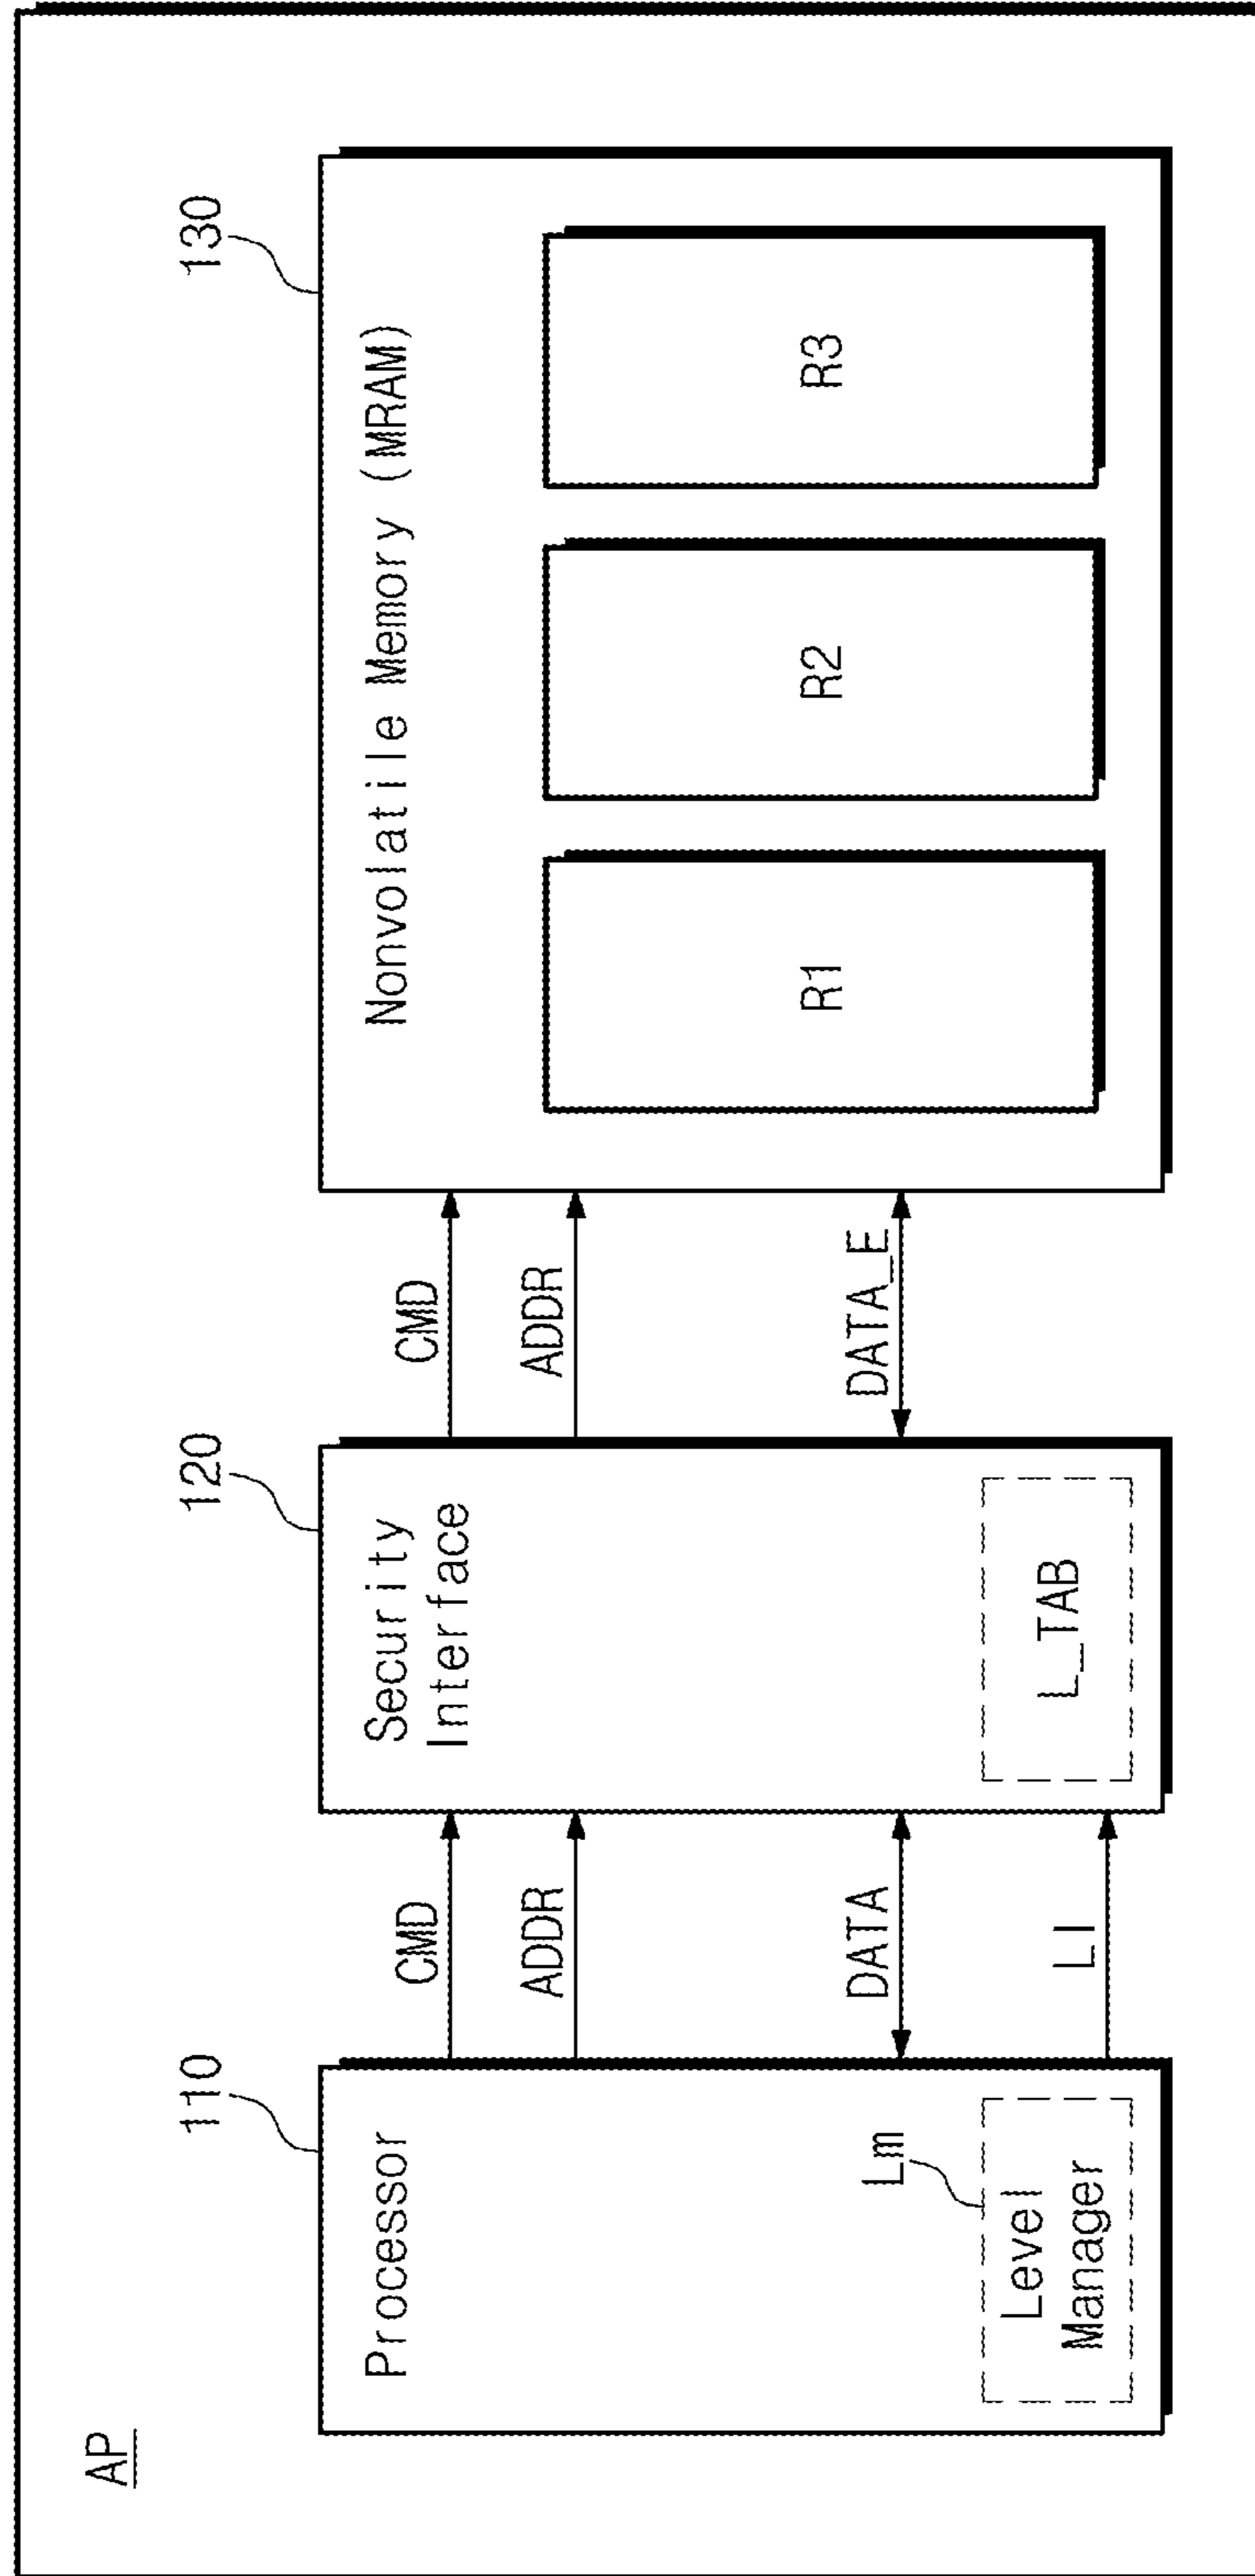 AP
110
Processor
Lm
Level
Manager
CMD
ADDR
DATA
LI
120
Security
Interface
L_TAB
CMD
ADDR
DATA_E
130
Nonvolatile Memory (MRAM)
R1
R2
R3